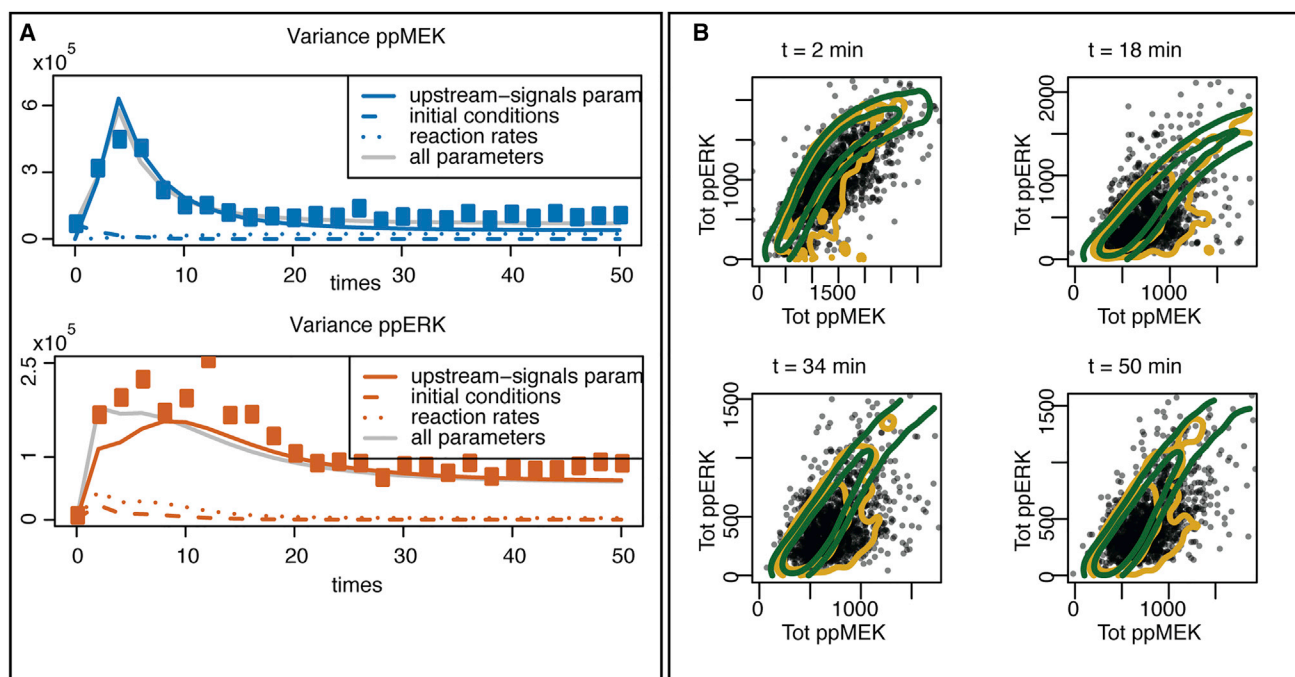 A
Variance ppMEK
x10⁵
6
3
0
upstream−signals param
initial conditions
reaction rates
all parameters
0 10 20 30 40 50
times
Variance ppERK
x10⁵
2.5
1
0
upstream−signals param
initial conditions
reaction rates
all parameters
0 10 20 30 40 50
times
B
t = 2 min
Tot ppERK
0 1000
0 1500
Tot ppMEK
t = 18 min
Tot ppERK
0 1000 2000
0 1000
Tot ppMEK
t = 34 min
Tot ppERK
0 500 1500
0 1000
Tot ppMEK
t = 50 min
Tot ppERK
0 500 1500
0 1000
Tot ppMEK